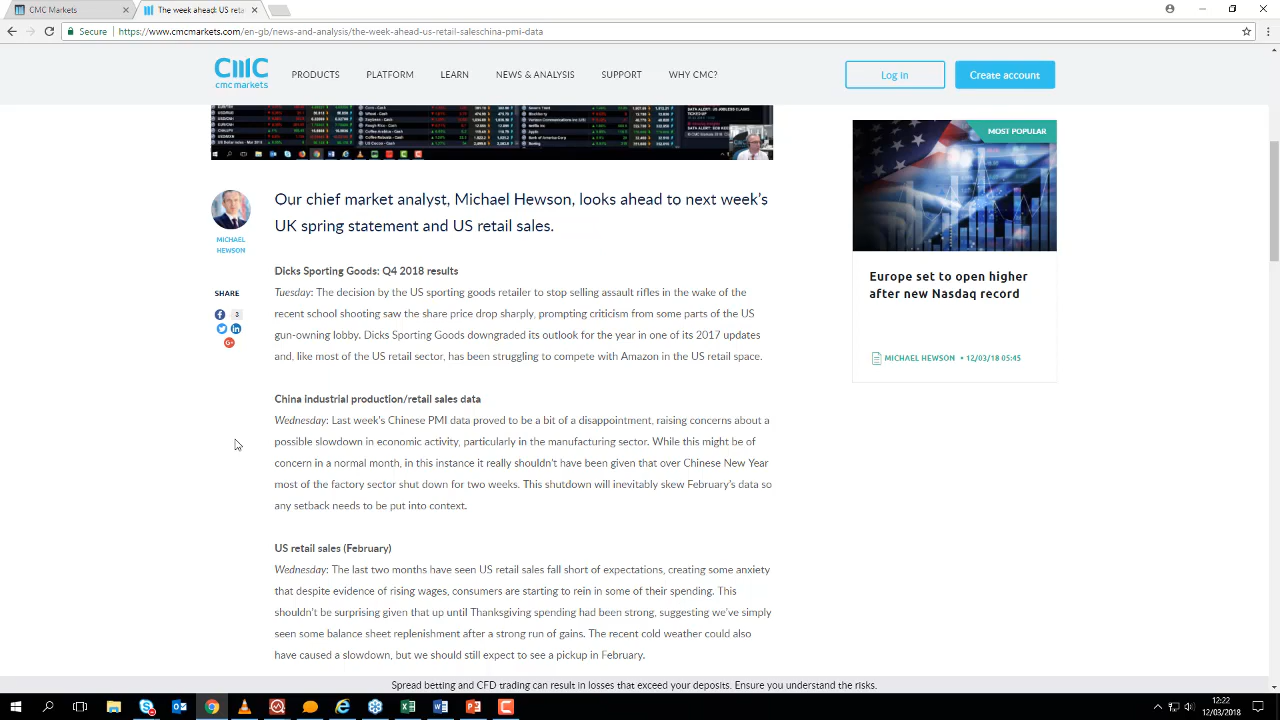 CMC Markets
The week ahead: US reta
Secure
https://www.cmcmarkets.com/en-gb/news-and-analysis/the-week-ahead-us-retail-saleschina-pmi-data
cmc markets
PRODUCTS
PLATFORM
LEARN
NEWS & ANALYSIS
SUPPORT
WHY CMC?
Log in
Create account
MOST POPULAR
Our chief market analyst, Michael Hewson, looks ahead to next week's
UK spring statement and US retail sales.
MICHAEL
HEWSON
SHARE
3
Dicks Sporting Goods: Q4 2018 results
Tuesday: The decision by the US sporting goods retailer to stop selling assault rifles in the wake of the
recent school shooting saw the share price drop sharply, prompting criticism from some parts of the US
gun-owning lobby. Dicks Sporting Goods downgraded its outlook for the year in one of its 2017 updates
and, like most of the US retail sector, has been struggling to compete with Amazon in the US retail space.
China industrial production/retail sales data
Wednesday: Last week's Chinese PMI data proved to be a bit of a disappointment, raising concerns about a
possible slowdown in economic activity, particularly in the manufacturing sector. While this might be of
concern in a normal month, in this instance it really shouldn't have been given that over Chinese New Year
most of the factory sector shut down for two weeks. This shutdown will inevitably skew February's data so
any setback needs to be put into context.
US retail sales (February)
Wednesday: The last two months have seen US retail sales fall short of expectations, creating some anxiety
that despite evidence of rising wages, consumers are starting to rein in some of their spending. This
shouldn't be surprising given that up until Thanksgiving spending had been strong, suggesting we've simply
seen some balance sheet replenishment after a strong run of gains. The recent cold weather could also
have caused a slowdown, but we should still expect to see a pickup in February.
Europe set to open higher
after new Nasdaq record
MICHAEL HEWSON • 12/03/18 05:45
Spread betting and CFD trading can result in losses that exceed your deposits. Ensure you understand the risks.
12:22
12/03/2018